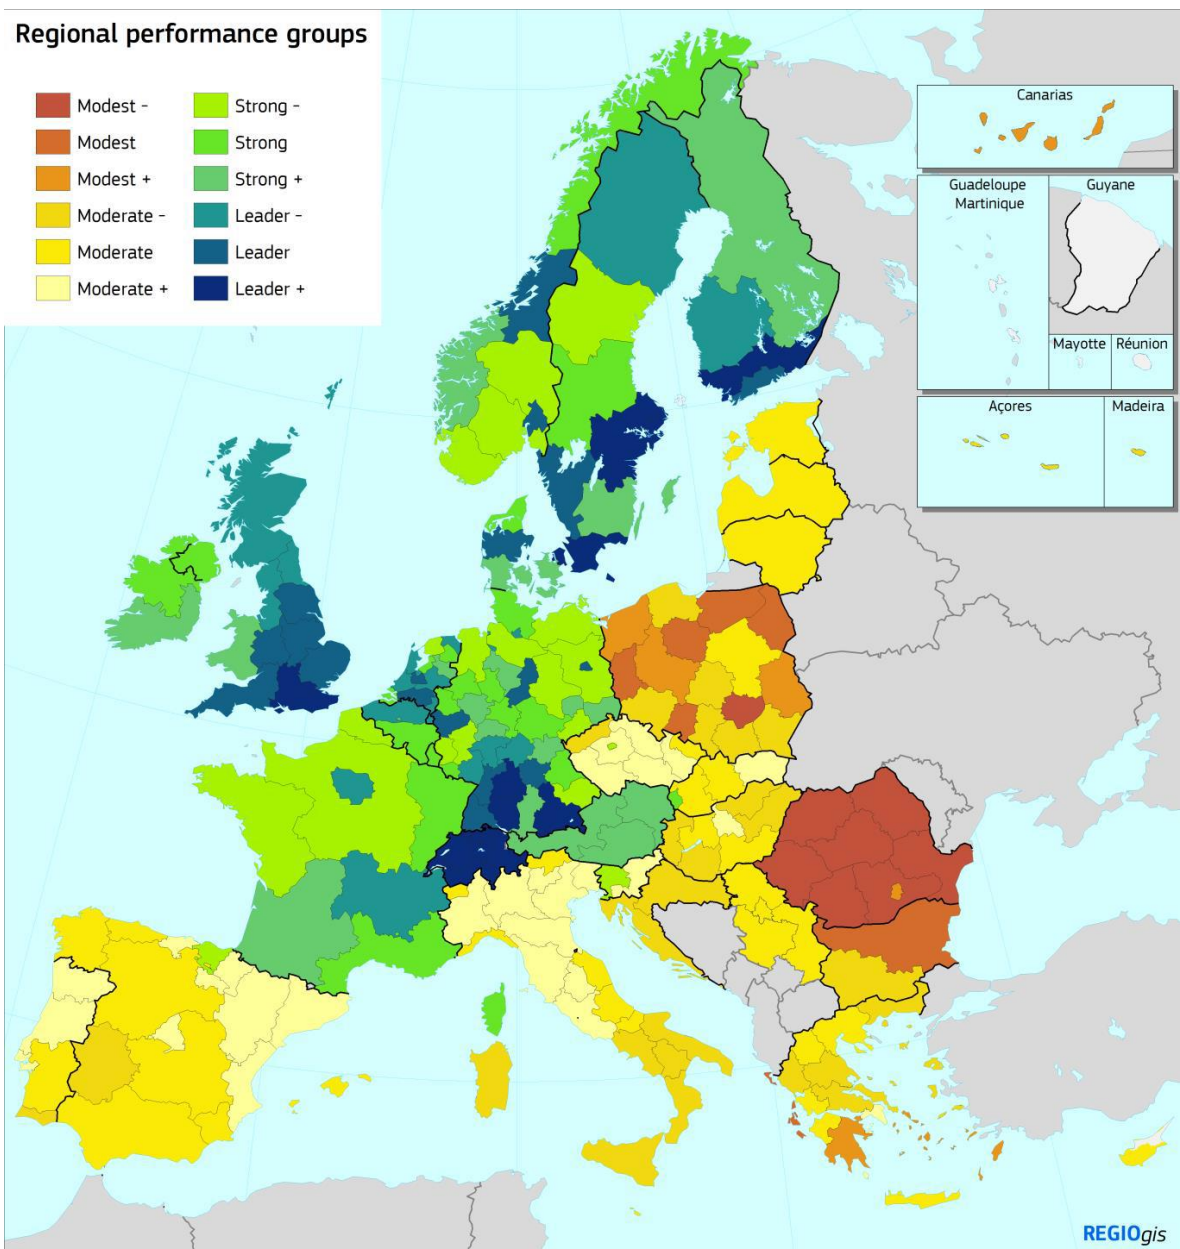 Regional performance groups
Modest -
Modest
Modest +
Moderate -
Moderate
Moderate +
Strong -
Strong
Strong +
Leader -
Leader
Leader +
Canarias
Guadeloupe
Martinique
Guyane
Mayotte
Réunion
Açores
Madeira
REGIOgis